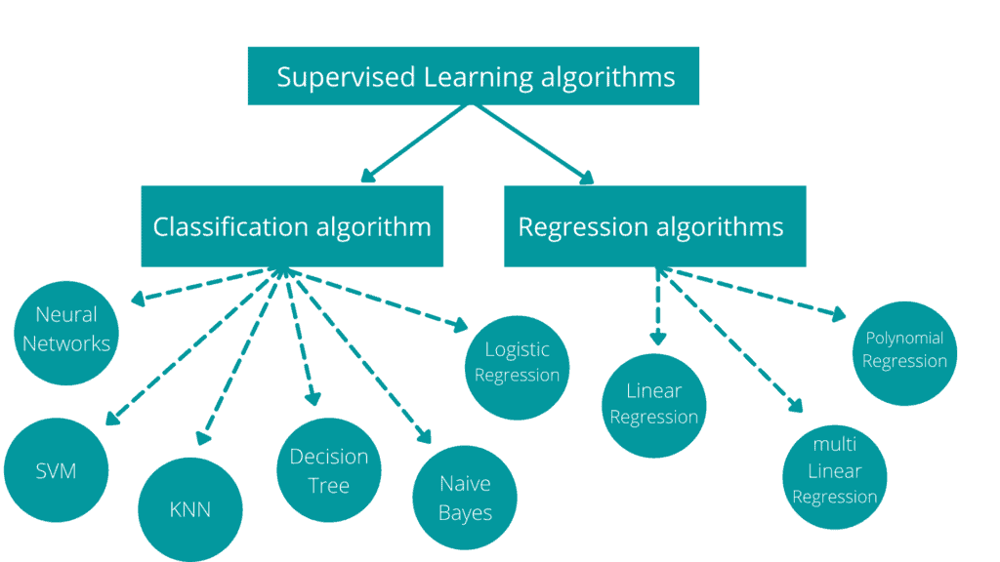 Supervised Learning algorithms
Classification algorithm
Regression algorithms
Neural
Networks
SVM
KNN
Decision
Tree
Naive
Bayes
Logistic
Regression
Linear
Regression
multi
Linear
Regression
Polynomial
Regression